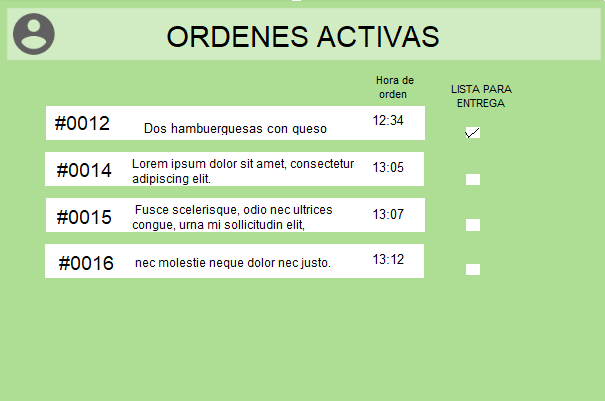 ORDENES ACTIVAS
Hora de
orden
LISTA PARA
ENTREGA
#0012 Dos hamburguesas con queso 12:34
#0014 Lorem ipsum dolor sit amet, consectetur
adipiscing elit. 13:05
#0015 Fusce scelerisque, odio nec ultrices
congue, urna mi sollicitudin elit, 13:07
#0016 nec molestie neque dolor nec justo. 13:12